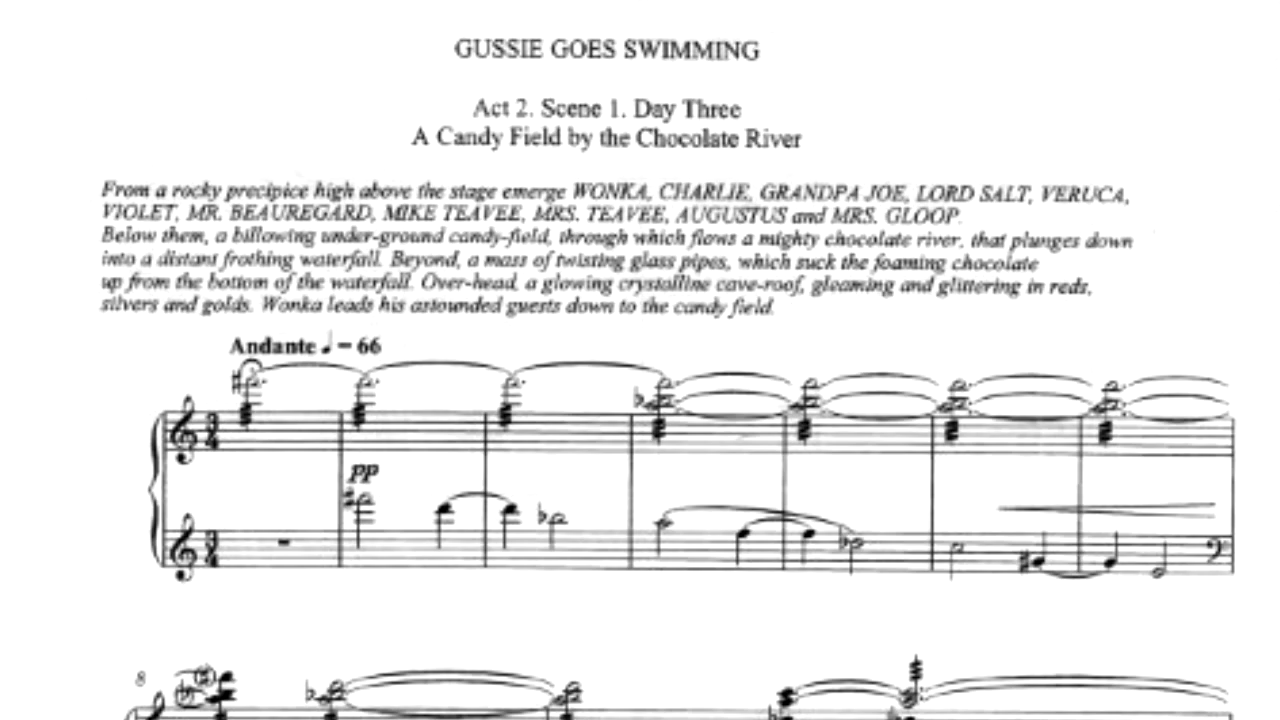 GUSSIE GOES SWIMMING
Act 2. Scene 1. Day Three
A Candy Field by the Chocolate River
From a rocky precipice high above the stage emerge WONKA, CHARLIE, GRANDPA JOE, LORD SALT, VERUCA,
VIOLET, MR. BEAUREGARD, MIKE TEAVEE, MRS. TEAVEE, AUGUSTUS and MRS. GLOOP.
Below them, a billowing under-ground candy-field, through which flows a mighty chocolate river, that plunges down
into a distant frothing waterfall. Beyond, a mass of twisting glass pipes, which suck the foaming chocolate
up from the bottom of the waterfall. Over-head, a glowing crystalline cave-roof, gleaming and glittering in reds,
silvers and golds. Wonka leads his astounded guests down to the candy field.
Andante ♩ = 66
3
4
pp
3
4
8